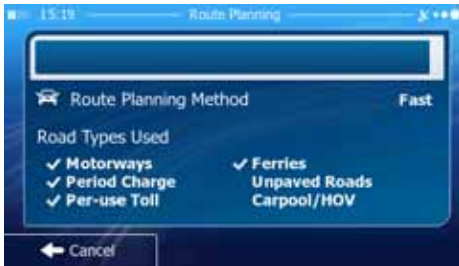 15:19 Route Planning
Route Planning Method Fast
Road Types Used
✓ Motorways ✓ Ferries
✓ Period Charge Unpaved Roads
✓ Per-use Toll Carpool/HOV
Cancel